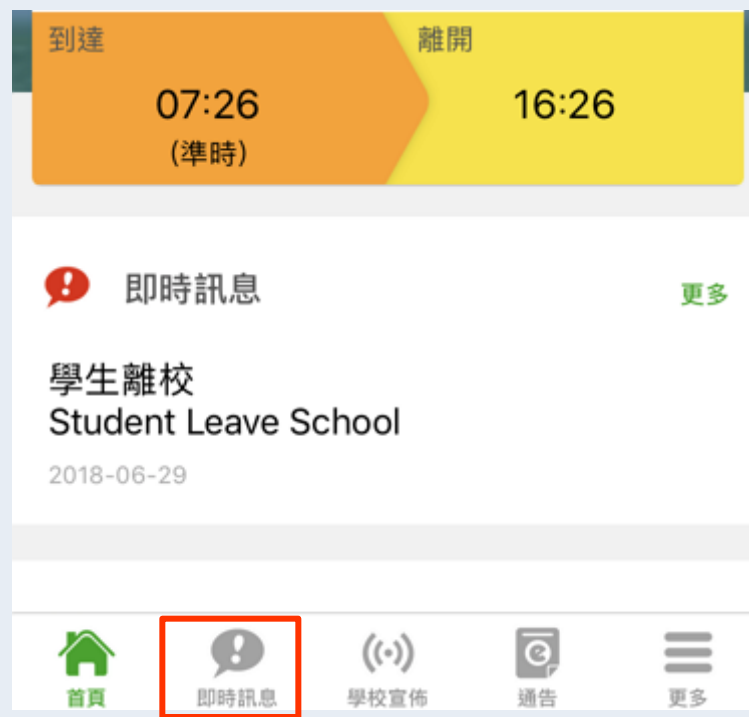 到達
離開
07:26
16:26
(準時)
即時訊息
更多
學生離校
Student Leave School
2018-06-29
首頁
即時訊息
學校宣佈
通告
更多